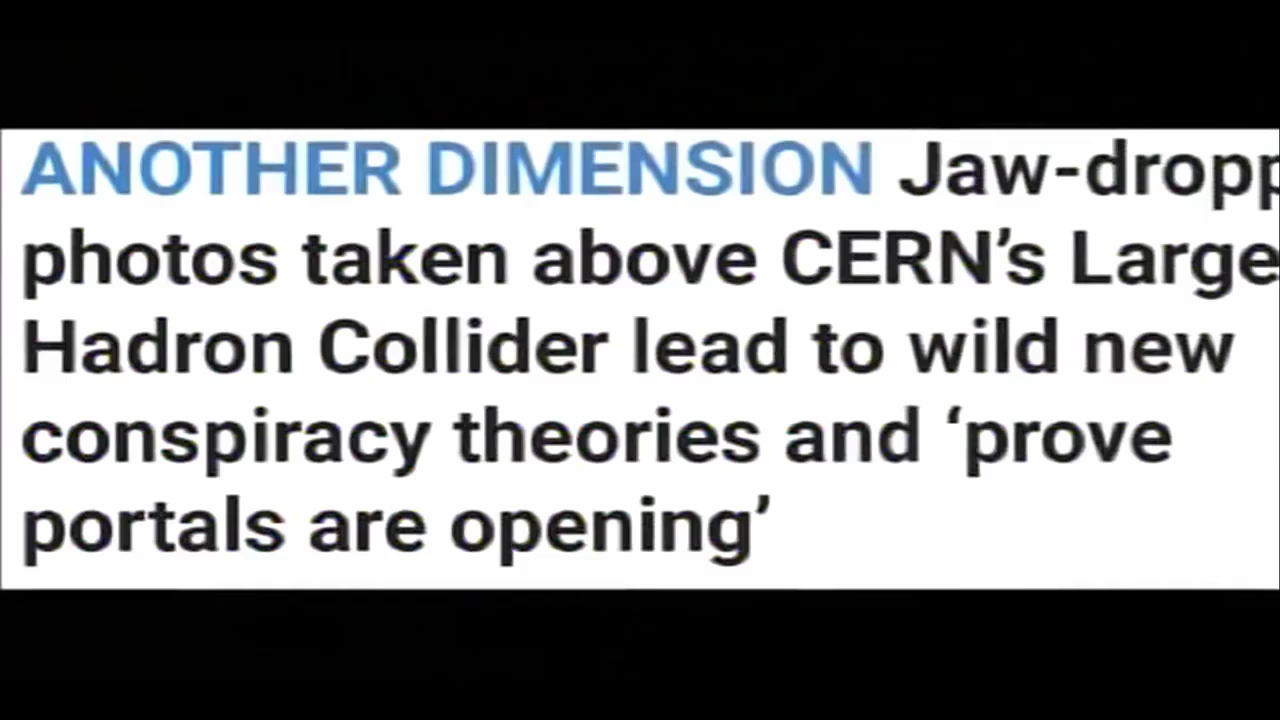 ANOTHER DIMENSION Jaw-dropp
photos taken above CERN’s Large
Hadron Collider lead to wild new
conspiracy theories and ‘prove
portals are opening’